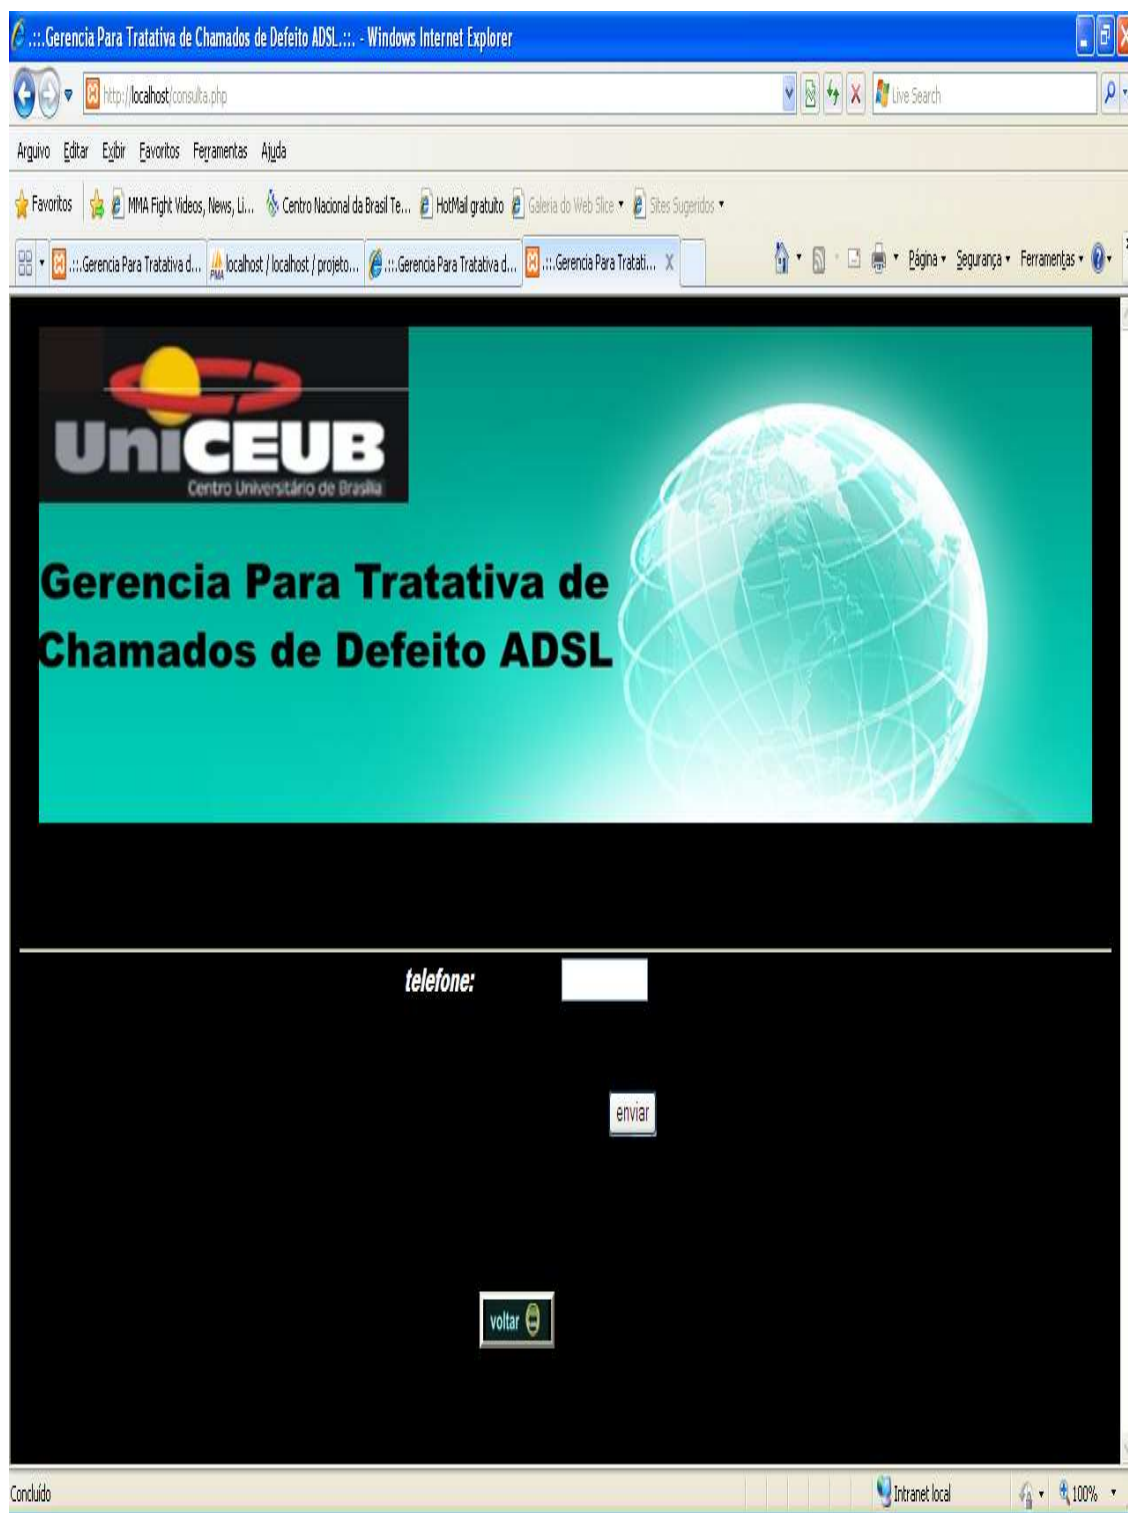 .:::.Gerencia Para Tratativa de Chamados de Defeito ADSL.:::. - Windows Internet Explorer
http://localhost/consulta.php
Live Search
Arquivo Editar Exibir Favoritos Ferramentas Ajuda
Favoritos MMA Fight Videos, News, Li... Centro Nacional da Brasil Te... HotMail gratuito Galeria do Web Slice Sites Sugeridos
.:::.Gerencia Para Tratativa d... PMA localhost / localhost / projeto... .:::.Gerencia Para Tratativa d... .:::.Gerencia Para Tratati... X Página Segurança Ferramentas
UniCEUB
Centro Universitário de Brasília
Gerencia Para Tratativa de
Chamados de Defeito ADSL
telefone:
enviar
voltar
Concluído Intranet local 100%